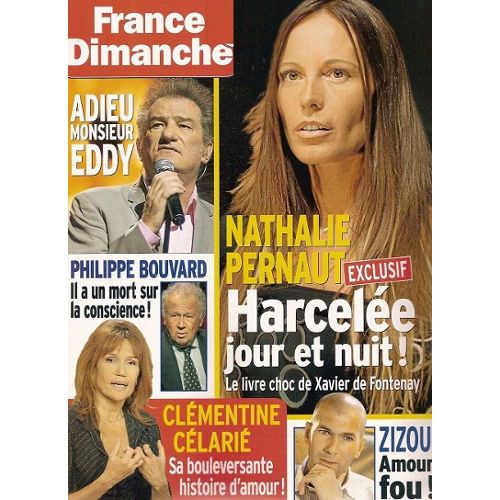 France
Dimanche
ADIEU
MONSIEUR
EDDY
NATHALIE
PERNAUT
EXCLUSIF
Harcelée
jour et nuit !
Le livre choc de Xavier de Fontenay
PHILIPPE BOUVARD
Il a un mort sur
la conscience !
CLÉMENTINE
CÉLARIÉ
Sa bouleversante
histoire d'amour !
ZIZOU
Amour
fou !